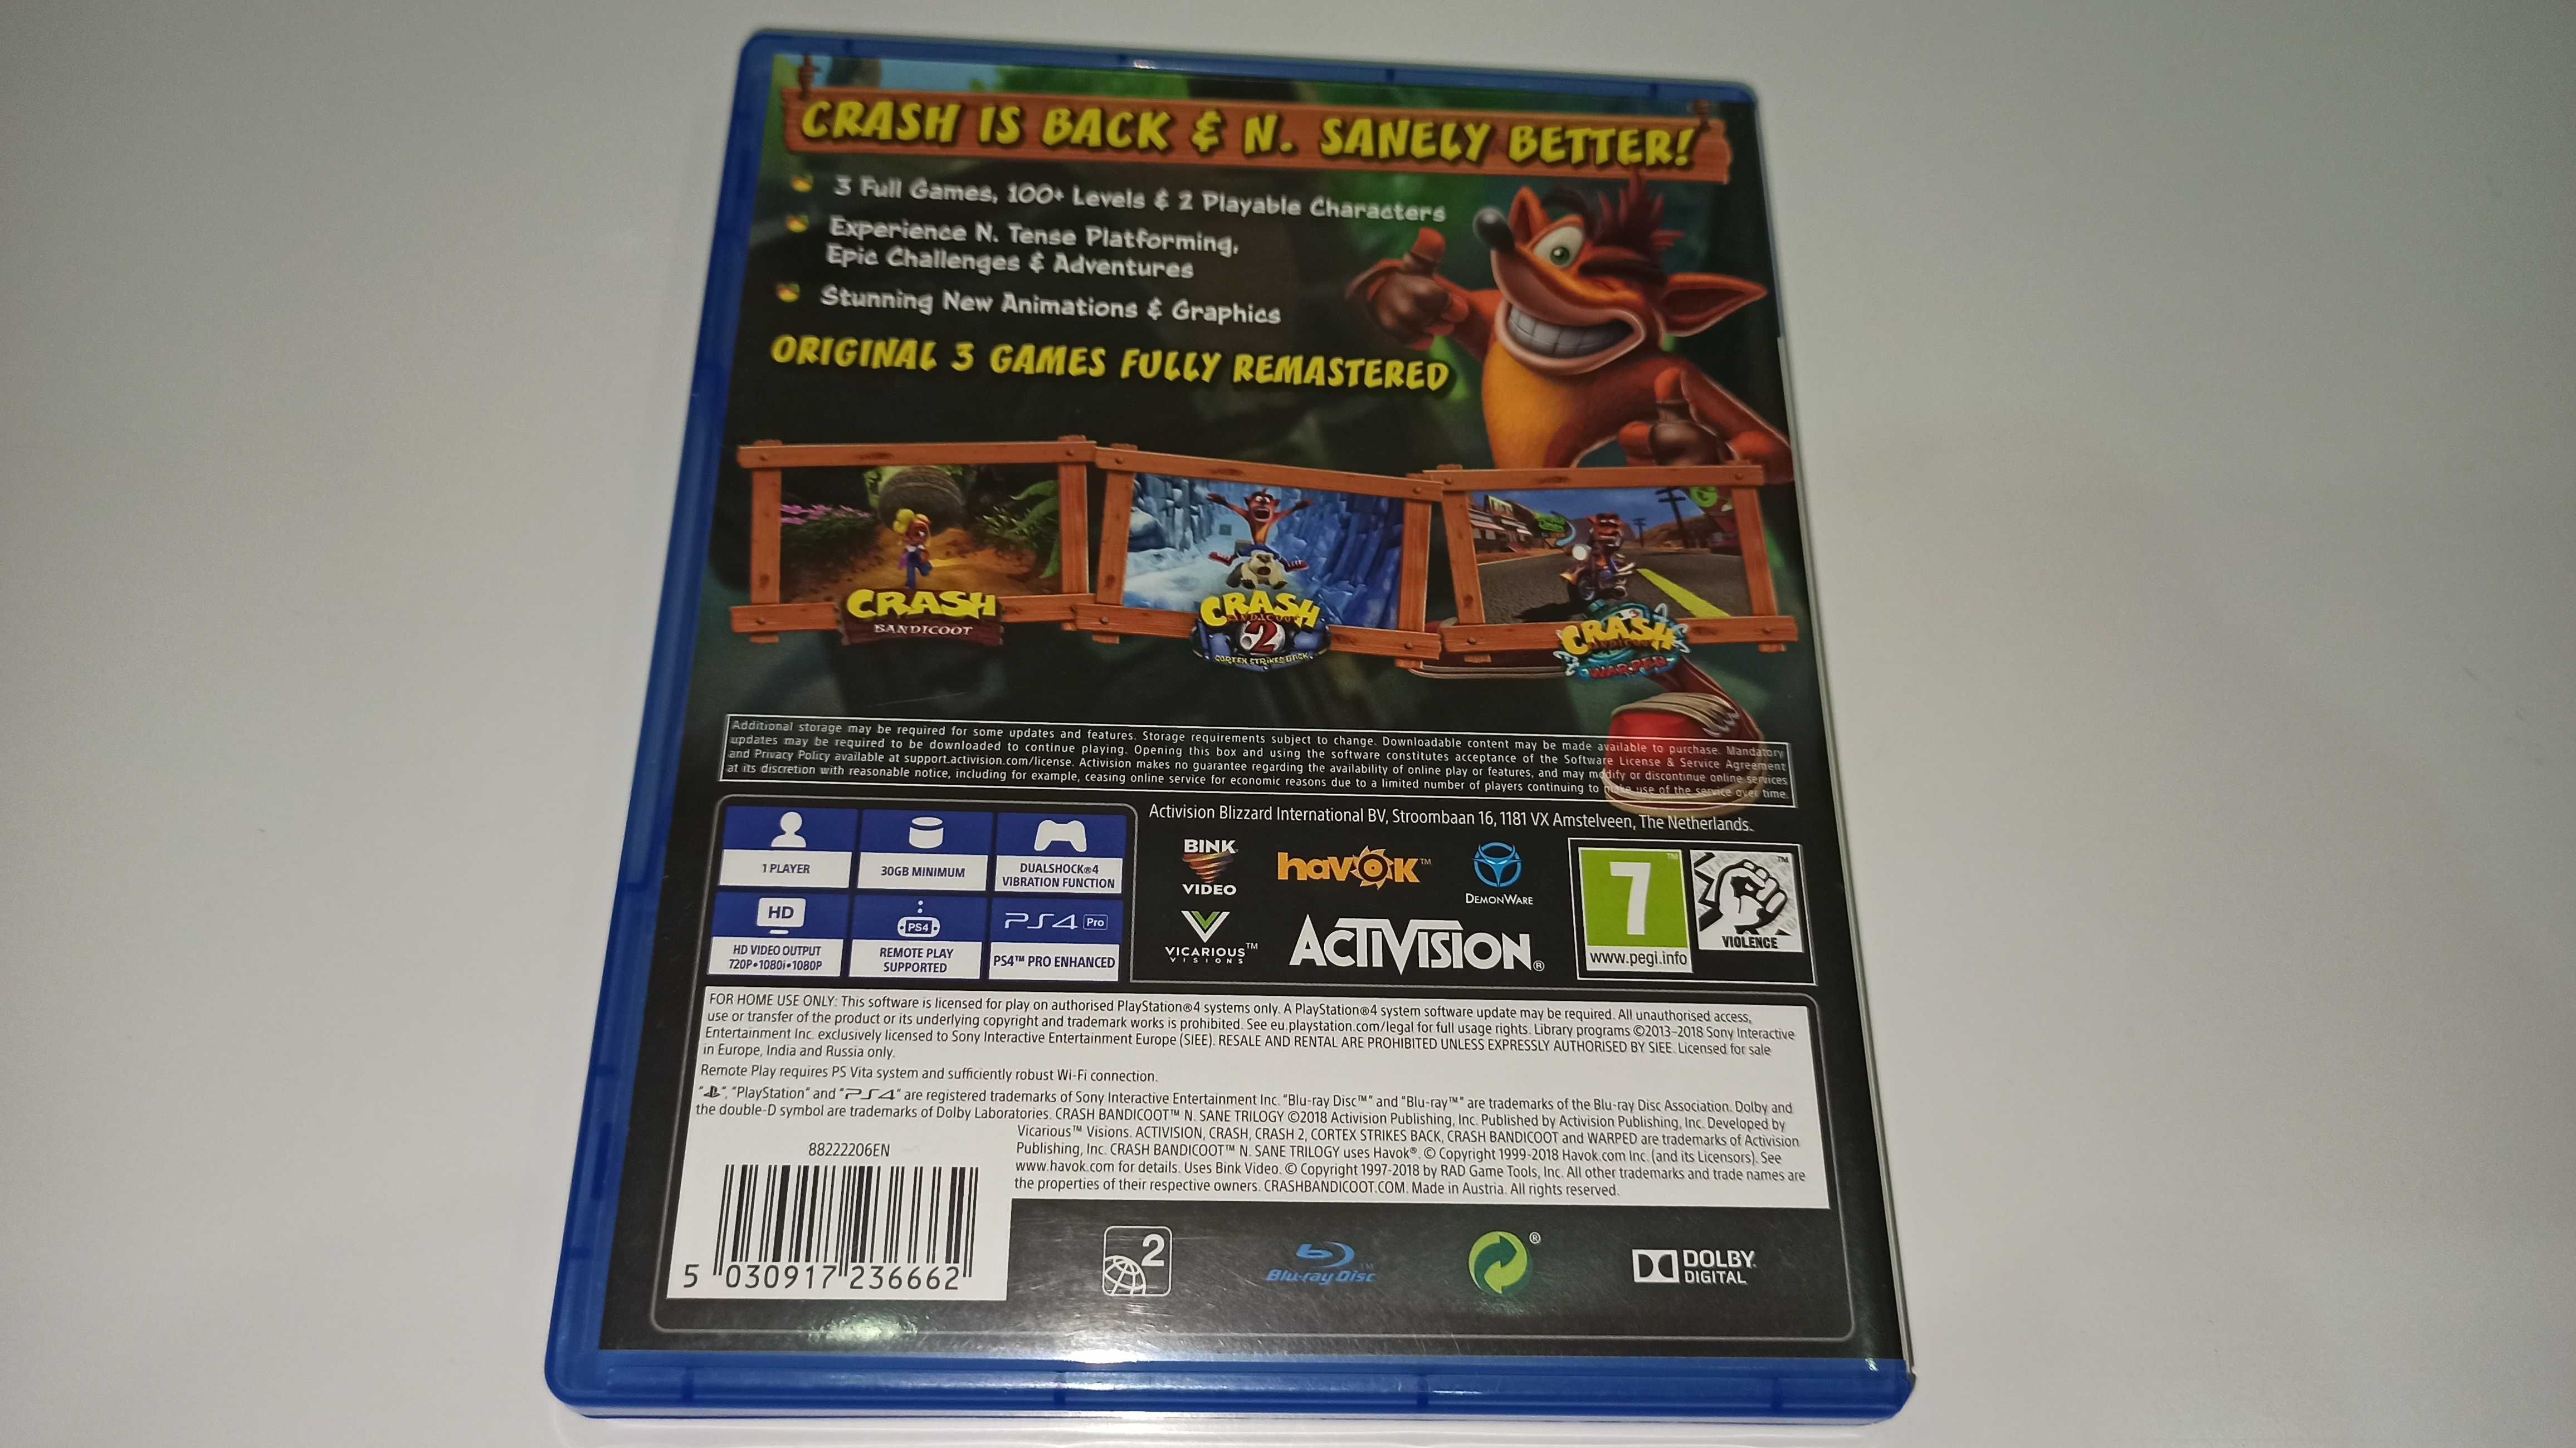 CRASH IS BACK & N. SANELY BETTER!
3 Full Games, 100+ Levels & 2 Playable Characters
Experience N. Tense Platforming,
Epic Challenges & Adventures
Stunning New Animations & Graphics
ORIGINAL 3 GAMES FULLY REMASTERED
CRASH
BANDICOOT
CRASH
BANDICOOT
2
CORTEX STRIKES BACK
CRASH
WARPED
Additional storage may be required for some updates and features. Storage requirements subject to change. Downloadable content may be made available to purchase. Mandatory
updates may be required to be downloaded to continue playing. Opening this box and using the software constitutes acceptance of the Software License & Service Agreement
and Privacy Policy available at support.activision.com/license. Activision makes no guarantee regarding the availability of online play or features, and may modify or discontinue online services
at its discretion with reasonable notice, including for example, ceasing online service for economic reasons due to a limited number of players continuing to make use of the service over time.
Activision Blizzard International BV, Stroombaan 16, 1181 VX Amstelveen, The Netherlands.
1 PLAYER
30GB MINIMUM
DUALSHOCK®4
VIBRATION FUNCTION
HD
HD VIDEO OUTPUT
720P•1080i•1080P
PS4
REMOTE PLAY
SUPPORTED
PS4 Pro
PS4™ PRO ENHANCED
BINK
VIDEO
havok™
DEMONWARE
VICARIOUS™
VISIONS
ACTIVISION®
7™
www.pegi.info
™
VIOLENCE
FOR HOME USE ONLY: This software is licensed for play on authorised PlayStation®4 systems only. A PlayStation®4 system software update may be required. All unauthorised access,
use or transfer of the product or its underlying copyright and trademark works is prohibited. See eu.playstation.com/legal for full usage rights. Library programs ©2013-2018 Sony Interactive
Entertainment Inc. exclusively licensed to Sony Interactive Entertainment Europe (SIEE). RESALE AND RENTAL ARE PROHIBITED UNLESS EXPRESSLY AUTHORISED BY SIEE. Licensed for sale
in Europe, India and Russia only.
Remote Play requires PS Vita system and sufficiently robust Wi-Fi connection.
" ", "PlayStation" and "PS4" are registered trademarks of Sony Interactive Entertainment Inc. "Blu-ray Disc™" and "Blu-ray™" are trademarks of the Blu-ray Disc Association. Dolby and
the double-D symbol are trademarks of Dolby Laboratories. CRASH BANDICOOT™ N. SANE TRILOGY ©2018 Activision Publishing, Inc. Published by Activision Publishing, Inc. Developed by
Vicarious™ Visions. ACTIVISION, CRASH, CRASH 2, CORTEX STRIKES BACK, CRASH BANDICOOT and WARPED are trademarks of Activision
Publishing, Inc. CRASH BANDICOOT™ N. SANE TRILOGY uses Havok®. © Copyright 1999-2018 Havok.com Inc. (and its Licensors). See
www.havok.com for details. Uses Bink Video. © Copyright 1997-2018 by RAD Game Tools, Inc. All other trademarks and trade names are
the properties of their respective owners. CRASHBANDICOOT.COM. Made in Austria. All rights reserved.
88222206EN
5 030917 236662
2
Blu-ray Disc™
®
DOLBY
DIGITAL